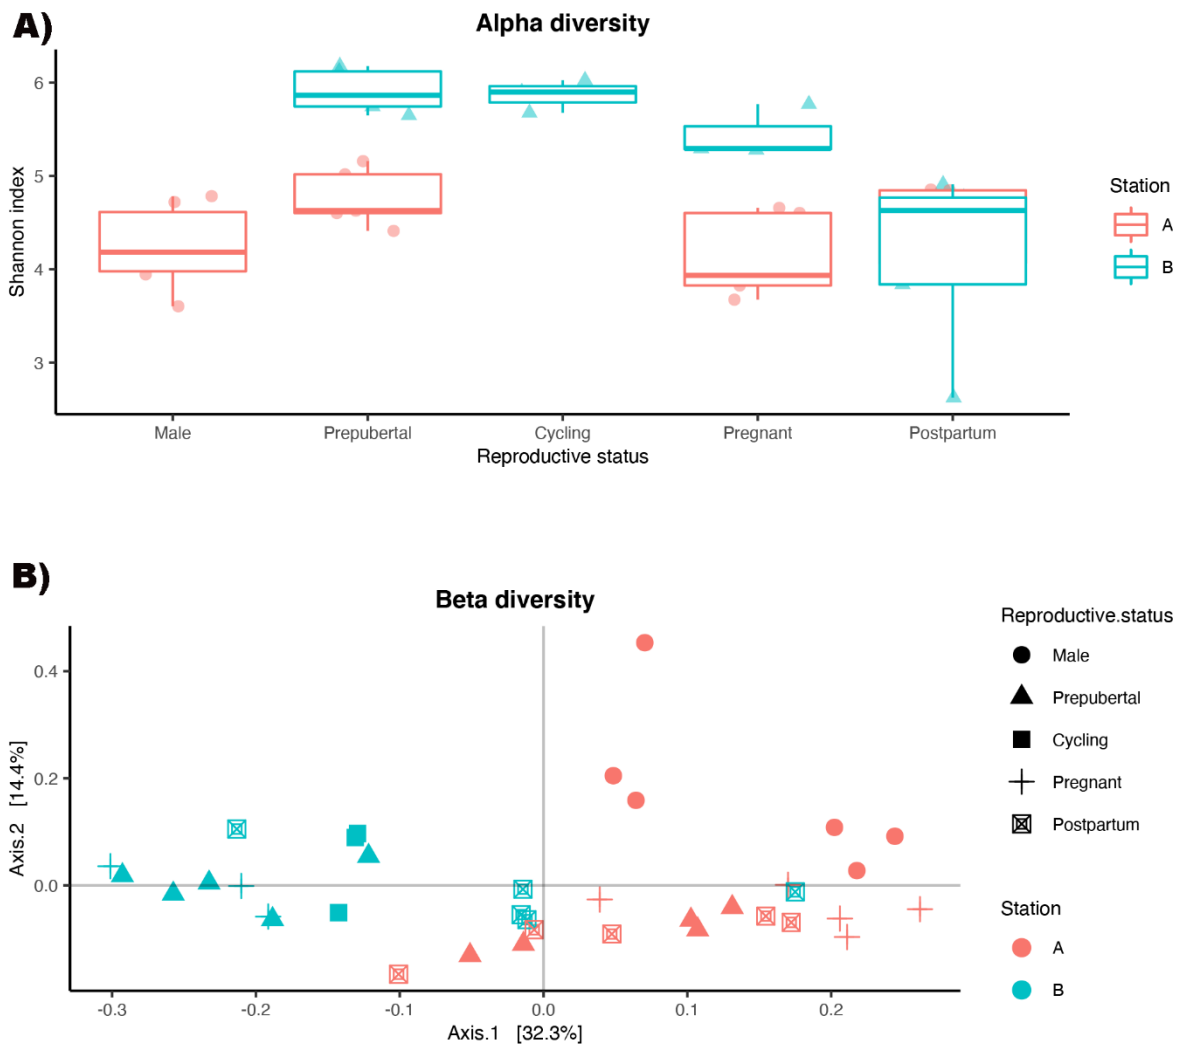 A)
Alpha diversity
6
5
4
3
Shannon index
Male Prepubertal Cycling Pregnant Postpartum
Reproductive status
Station
A
B
B)
Beta diversity
0.4
0.2
0.0
Axis.2 [14.4%]
-0.3 -0.2 -0.1 0.0 0.1 0.2
Axis.1 [32.3%]
Reproductive.status
Male
Prepubertal
Cycling
Pregnant
Postpartum
Station
A
B